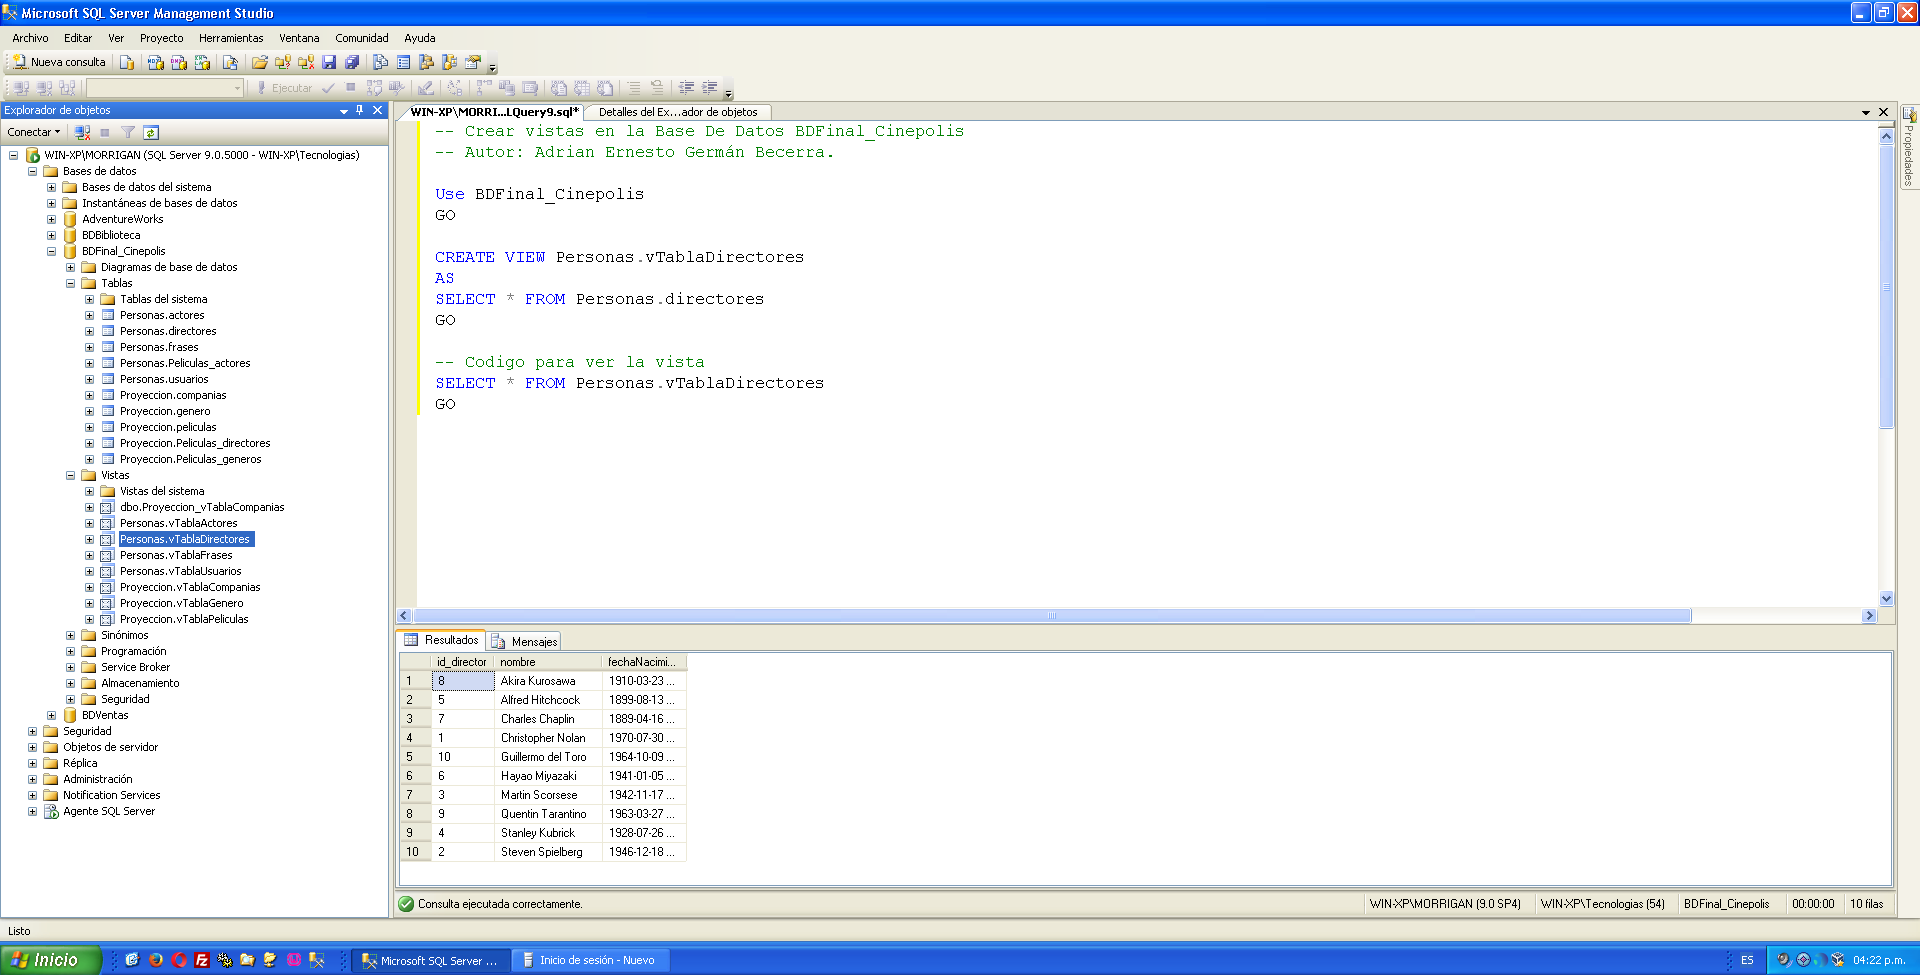 Microsoft SQL Server Management Studio
Archivo Editar Ver Proyecto Herramientas Ventana Comunidad Ayuda
Nueva consulta
Ejecutar
Explorador de objetos
Conectar
WIN-XP\MORRIGAN (SQL Server 9.0.5000 - WIN-XP\Tecnologias)
Bases de datos
Bases de datos del sistema
Instantáneas de bases de datos
AdventureWorks
BDBiblioteca
BDFinal_Cinepolis
Diagramas de base de datos
Tablas
Tablas del sistema
Personas.actores
Personas.directores
Personas.frases
Personas.Peliculas_actores
Personas.usuarios
Proyeccion.companias
Proyeccion.genero
Proyeccion.peliculas
Proyeccion.Peliculas_directores
Proyeccion.Peliculas_generos
Vistas
Vistas del sistema
dbo.Proyeccion_vTablaCompanias
Personas.vTablaActores
Personas.vTablaDirectores
Personas.vTablaFrases
Personas.vTablaUsuarios
Proyeccion.vTablaCompanias
Proyeccion.vTablaGenero
Proyeccion.vTablaPeliculas
Sinónimos
Programación
Service Broker
Almacenamiento
Seguridad
BDVentas
Seguridad
Objetos de servidor
Réplica
Administración
Notification Services
Agente SQL Server
WIN-XP\MORRI...LQuery9.sql* Detalles del Ex...ador de objetos
-- Crear vistas en la Base De Datos BDFinal_Cinepolis
-- Autor: Adrian Ernesto Germán Becerra.
Use BDFinal_Cinepolis
GO
CREATE VIEW Personas.vTablaDirectores
AS
SELECT * FROM Personas.directores
GO
-- Codigo para ver la vista
SELECT * FROM Personas.vTablaDirectores
GO
Propiedades
Resultados Mensajes
id_director nombre fechaNacimi...
1 8 Akira Kurosawa 1910-03-23 ...
2 5 Alfred Hitchcock 1899-08-13 ...
3 7 Charles Chaplin 1889-04-16 ...
4 1 Christopher Nolan 1970-07-30 ...
5 10 Guillermo del Toro 1964-10-09 ...
6 6 Hayao Miyazaki 1941-01-05 ...
7 3 Martin Scorsese 1942-11-17 ...
8 9 Quentin Tarantino 1963-03-27 ...
9 4 Stanley Kubrick 1928-07-26 ...
10 2 Steven Spielberg 1946-12-18 ...
Consulta ejecutada correctamente. WIN-XP\MORRIGAN (9.0 SP4) WIN-XP\Tecnologias (54) BDFinal_Cinepolis 00:00:00 10 filas
Listo
Inicio Microsoft SQL Server ... Inicio de sesión - Nuevo ES 04:22 p.m.